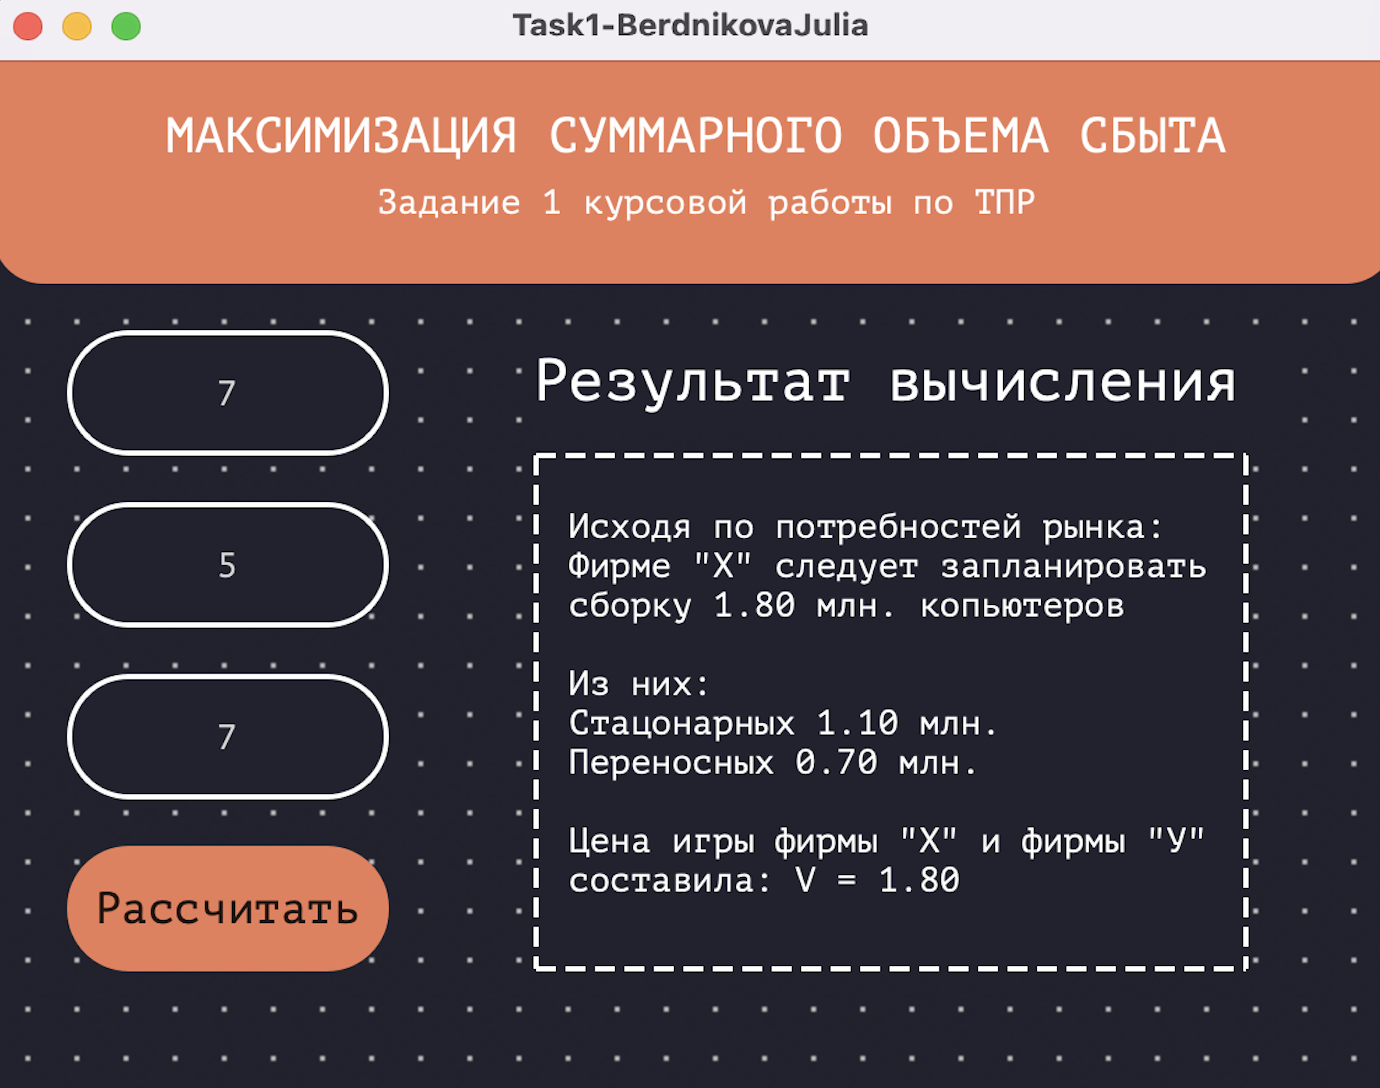 Task1-BerdnikovaJulia
МАКСИМИЗАЦИЯ СУММАРНОГО ОБЪЕМА СБЫТА
Задание 1 курсовой работы по ТПР
7
5
7
Рассчитать
Результат вычисления
Исходя по потребностей рынка:
Фирме "X" следует запланировать
сборку 1.80 млн. копьютеров
Из них:
Стацонарных 1.10 млн.
Переносных 0.70 млн.
Цена игры фирмы "X" и фирмы "У"
составила: V = 1.80